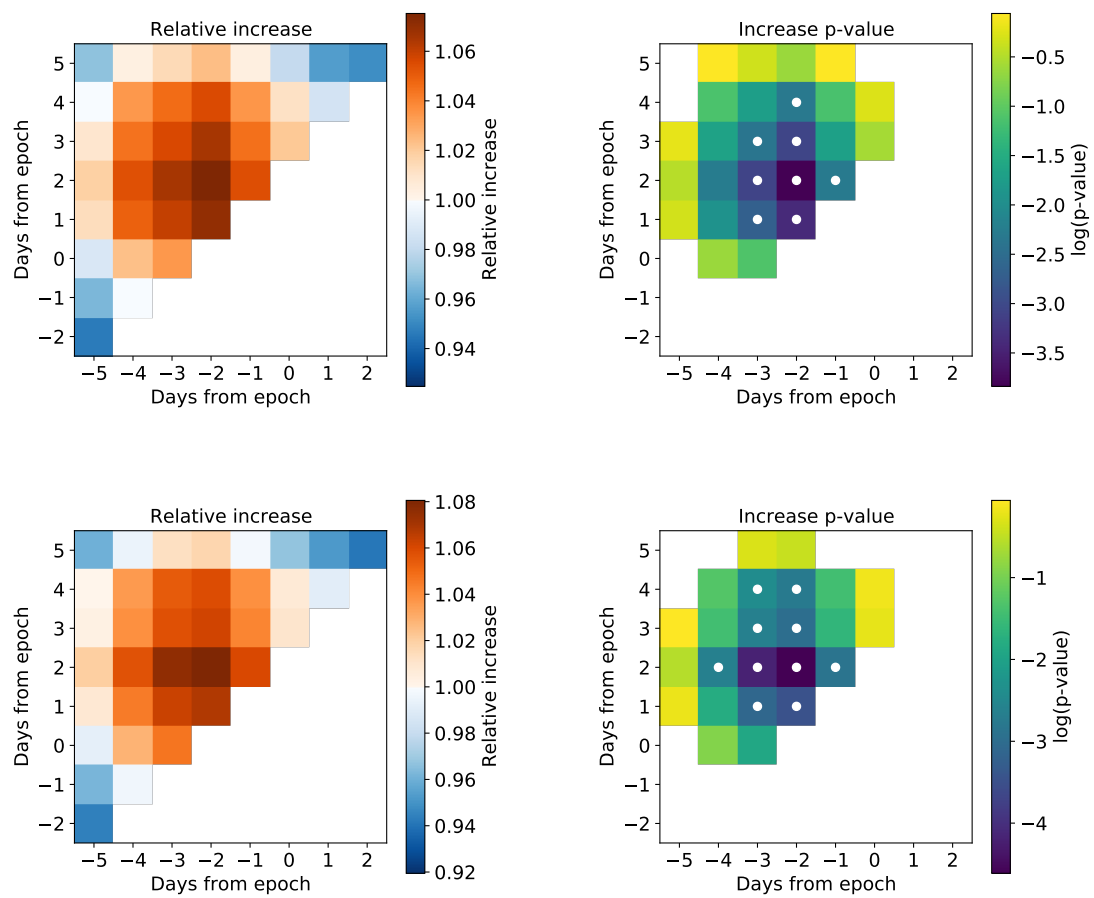 Relative increase
Days from epoch
5
4
3
2
1
0
−1
−2
−5 −4 −3 −2 −1 0 1 2
Days from epoch
1.06
1.04
1.02
1.00
0.98
0.96
0.94
Relative increase
Increase p-value
Days from epoch
5
4
3
2
1
0
−1
−2
−5 −4 −3 −2 −1 0 1 2
Days from epoch
−0.5
−1.0
−1.5
−2.0
−2.5
−3.0
−3.5
log(p-value)
Relative increase
Days from epoch
5
4
3
2
1
0
−1
−2
−5 −4 −3 −2 −1 0 1 2
Days from epoch
1.08
1.06
1.04
1.02
1.00
0.98
0.96
0.94
0.92
Relative increase
Increase p-value
Days from epoch
5
4
3
2
1
0
−1
−2
−5 −4 −3 −2 −1 0 1 2
Days from epoch
−1
−2
−3
−4
log(p-value)